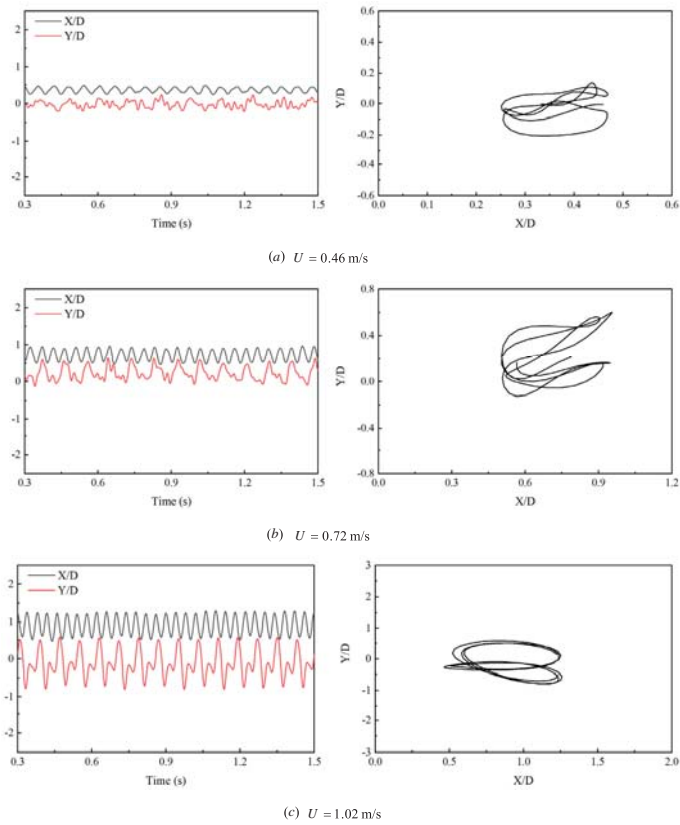 X/D
Y/D
2
1
0
1
-2
0.3 0.6 0.9 1.2 1.5
Time (s)
Y/D
0.6
0.4
0.2
0.0
-0.2
-0.4
-0.6
0.0 0.1 0.2 0.3 0.4 0.5 0.6
X/D
(a) U = 0.46 m/s
X/D
Y/D
2
1
0
1
-2
0.3 0.6 0.9 1.2 1.5
Time (s)
Y/D
0.8
0.4
0.0
-0.4
-0.8
0.0 0.3 0.6 0.9 1.2
X/D
(b) U = 0.72 m/s
X/D
Y/D
2
1
0
-1
-2
0.3 0.6 0.9 1.2 1.5
Time (s)
Y/D
3
2
1
0
-1
-2
-3
0.0 0.5 1.0 1.5 2.0
X/D
(c) U = 1.02 m/s